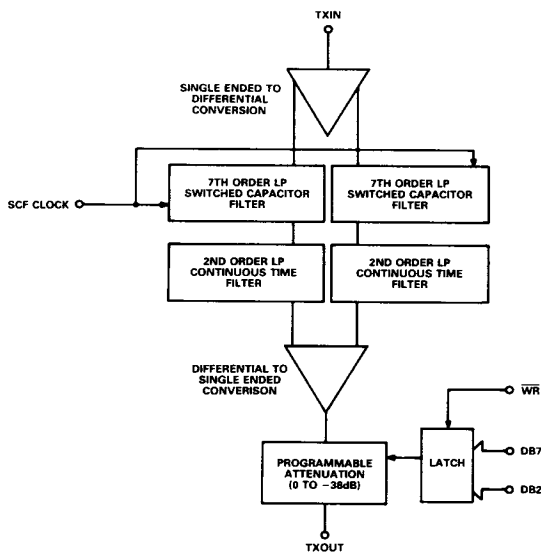 TXIN
SINGLE ENDED TO
DIFFERENTIAL
CONVERSION
7TH ORDER LP
SWITCHED CAPACITOR
FILTER
7TH ORDER LP
SWITCHED CAPACITOR
FILTER
SCF CLOCK
2ND ORDER LP
CONTINUOUS TIME
FILTER
2ND ORDER LP
CONTINUOUS TIME
FILTER
DIFFERENTIAL TO
SINGLE ENDED
CONVERISON
WR
PROGRAMMABLE
ATTENUATION
(0 TO −38dB)
LATCH
DB7
DB2
TXOUT